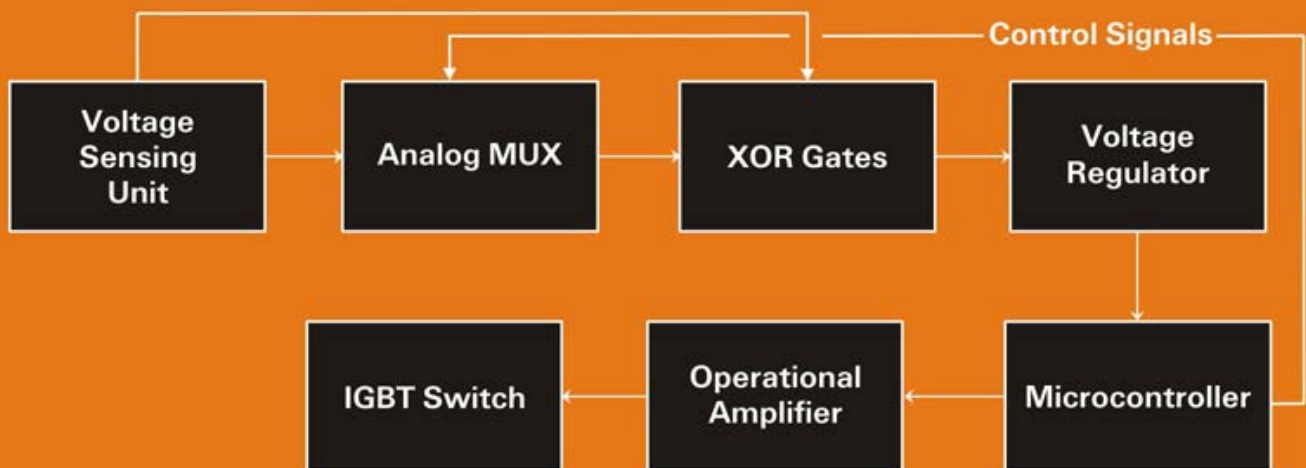 Control Signals
Voltage
Sensing
Unit
Analog MUX
XOR Gates
Voltage
Regulator
IGBT Switch
Operational
Amplifier
Microcontroller